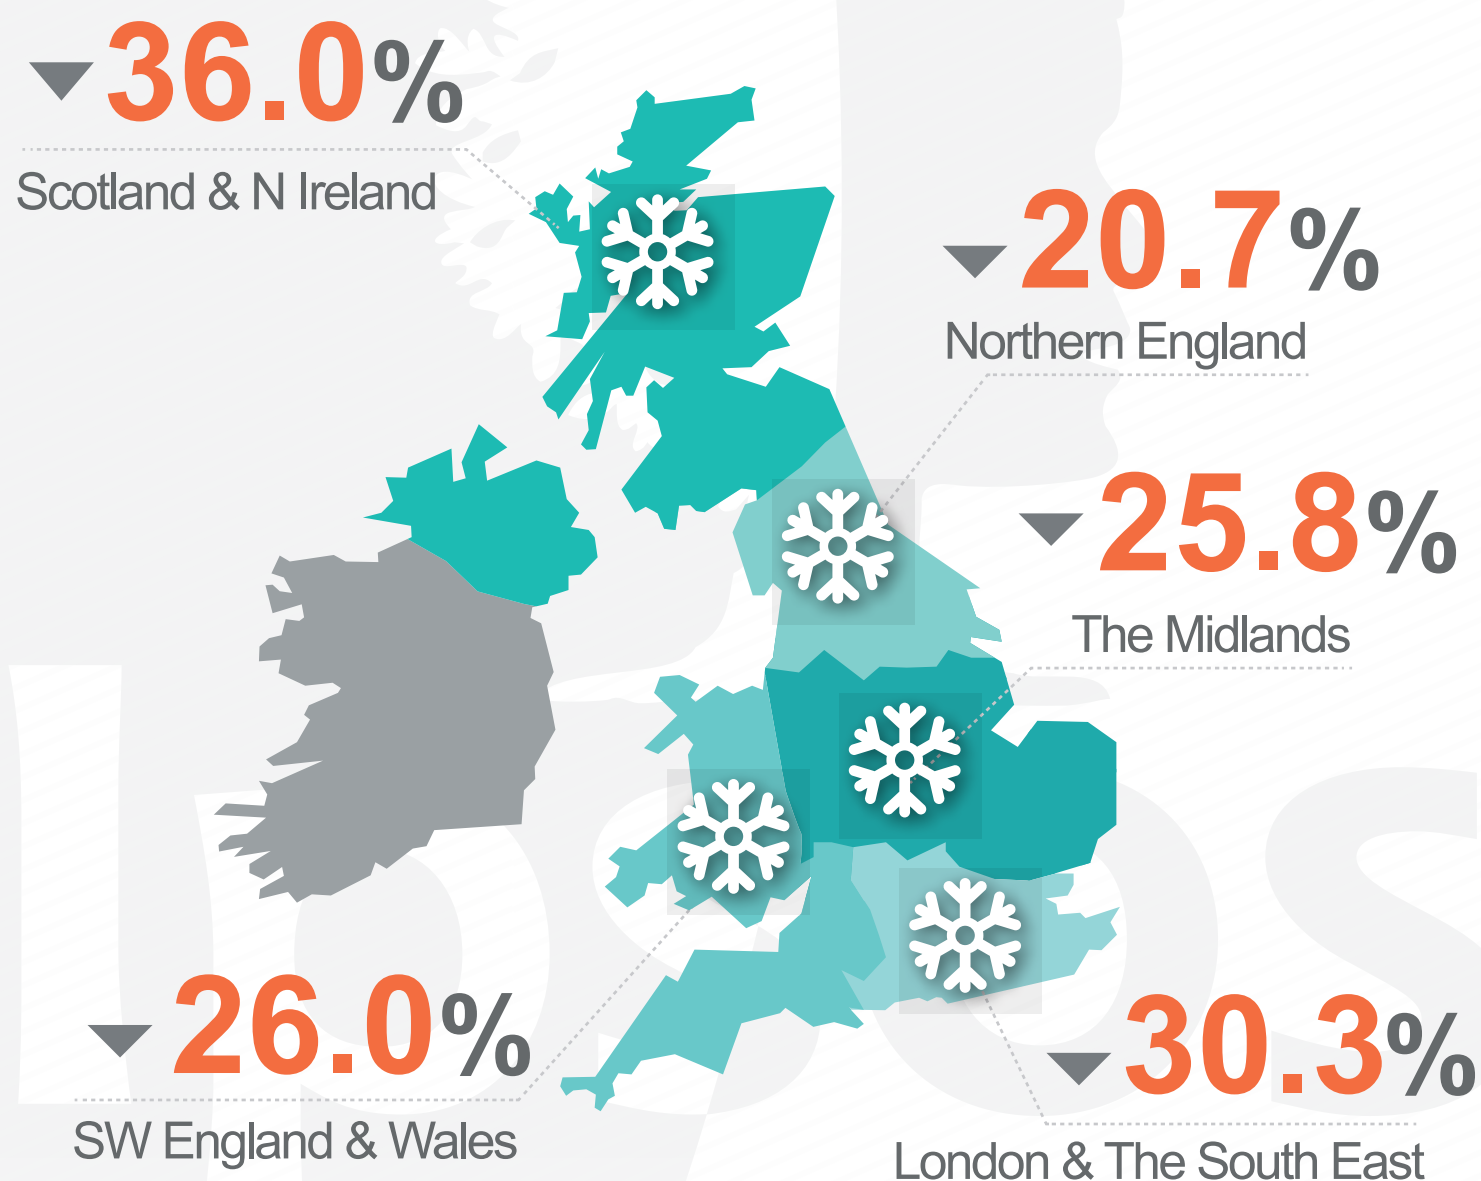 ▼36.0%
Scotland & N Ireland
▼20.7%
Northern England
▼25.8%
The Midlands
▼26.0%
SW England & Wales
▼30.3%
London & The South East
Ipsos